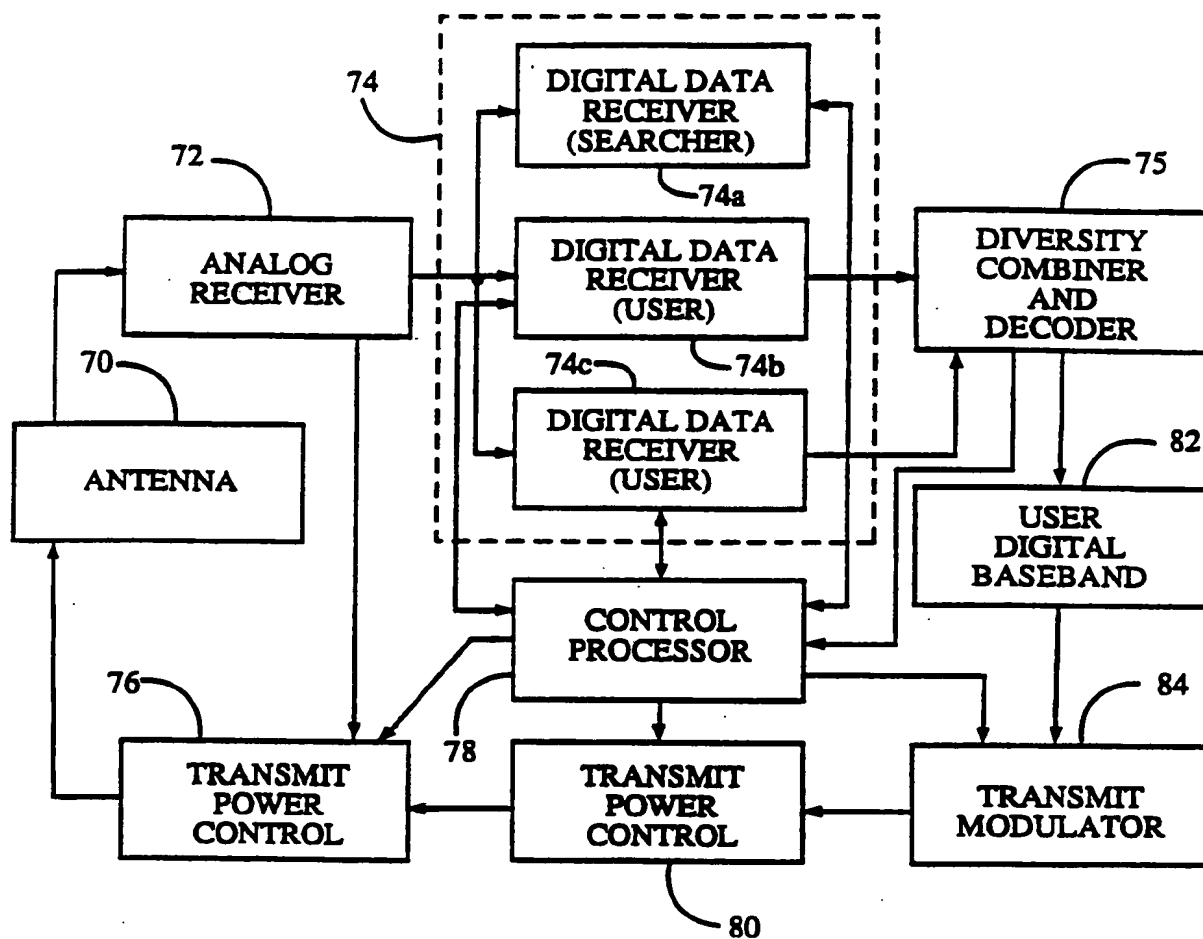 74
DIGITAL DATA
RECEIVER
(SEARCHER)
74a
72
ANALOG
RECEIVER
DIGITAL DATA
RECEIVER
(USER)
74b
75
DIVERSITY
COMBINER
AND
DECODER
70
ANTENNA
74c
DIGITAL DATA
RECEIVER
(USER)
82
USER
DIGITAL
BASEBAND
CONTROL
PROCESSOR
78
76
TRANSMIT
POWER
CONTROL
TRANSMIT
POWER
CONTROL
80
84
TRANSMIT
MODULATOR